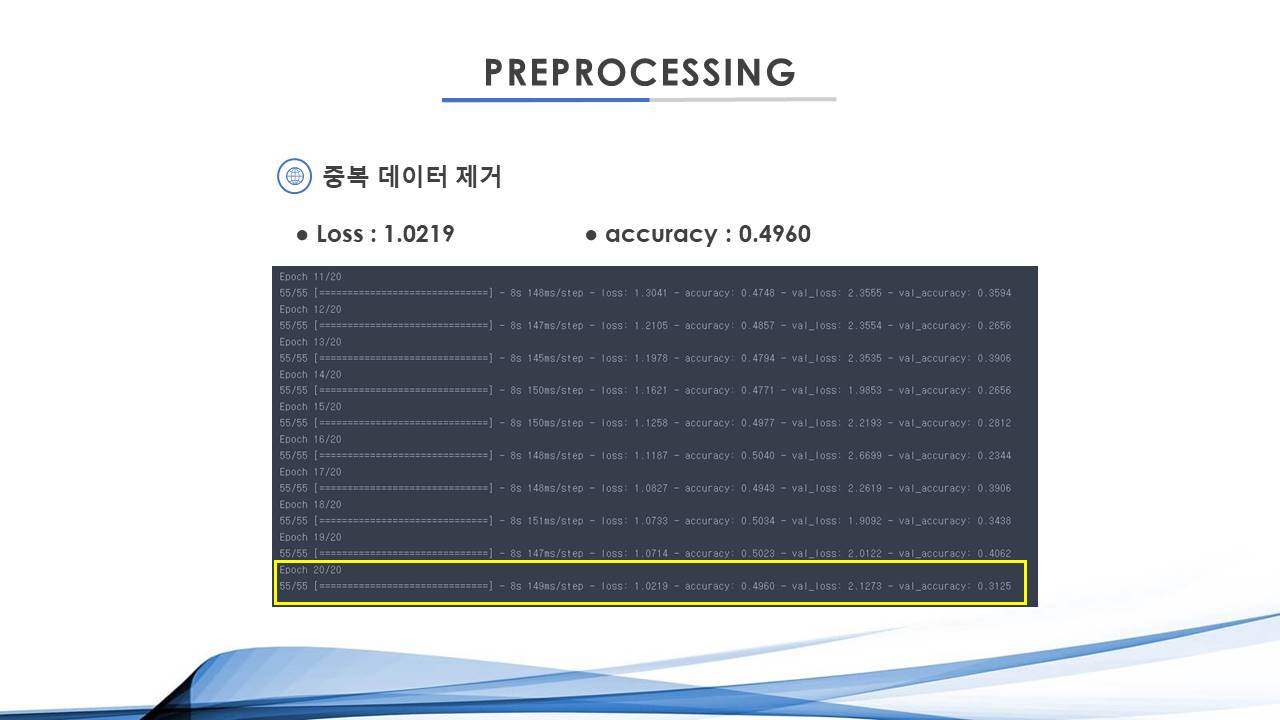 PREPROCESSING
중복 데이터 제거
● Loss : 1.0219 ● accuracy : 0.4960
Epoch 11/20
55/55 [==============================] - 8s 148ms/step - loss: 1.3041 - accuracy: 0.4748 - val_loss: 2.3555 - val_accuracy: 0.3594
Epoch 12/20
55/55 [==============================] - 8s 147ms/step - loss: 1.2105 - accuracy: 0.4857 - val_loss: 2.3554 - val_accuracy: 0.2656
Epoch 13/20
55/55 [==============================] - 8s 145ms/step - loss: 1.1978 - accuracy: 0.4794 - val_loss: 2.3535 - val_accuracy: 0.3906
Epoch 14/20
55/55 [==============================] - 8s 150ms/step - loss: 1.1621 - accuracy: 0.4771 - val_loss: 1.9853 - val_accuracy: 0.2656
Epoch 15/20
55/55 [==============================] - 8s 150ms/step - loss: 1.1258 - accuracy: 0.4977 - val_loss: 2.2193 - val_accuracy: 0.2812
Epoch 16/20
55/55 [==============================] - 8s 148ms/step - loss: 1.1187 - accuracy: 0.5040 - val_loss: 2.6699 - val_accuracy: 0.2344
Epoch 17/20
55/55 [==============================] - 8s 148ms/step - loss: 1.0827 - accuracy: 0.4943 - val_loss: 2.2619 - val_accuracy: 0.3906
Epoch 18/20
55/55 [==============================] - 8s 151ms/step - loss: 1.0733 - accuracy: 0.5034 - val_loss: 1.9092 - val_accuracy: 0.3438
Epoch 19/20
55/55 [==============================] - 8s 147ms/step - loss: 1.0714 - accuracy: 0.5023 - val_loss: 2.0122 - val_accuracy: 0.4062
Epoch 20/20
55/55 [==============================] - 8s 149ms/step - loss: 1.0219 - accuracy: 0.4960 - val_loss: 2.1273 - val_accuracy: 0.3125